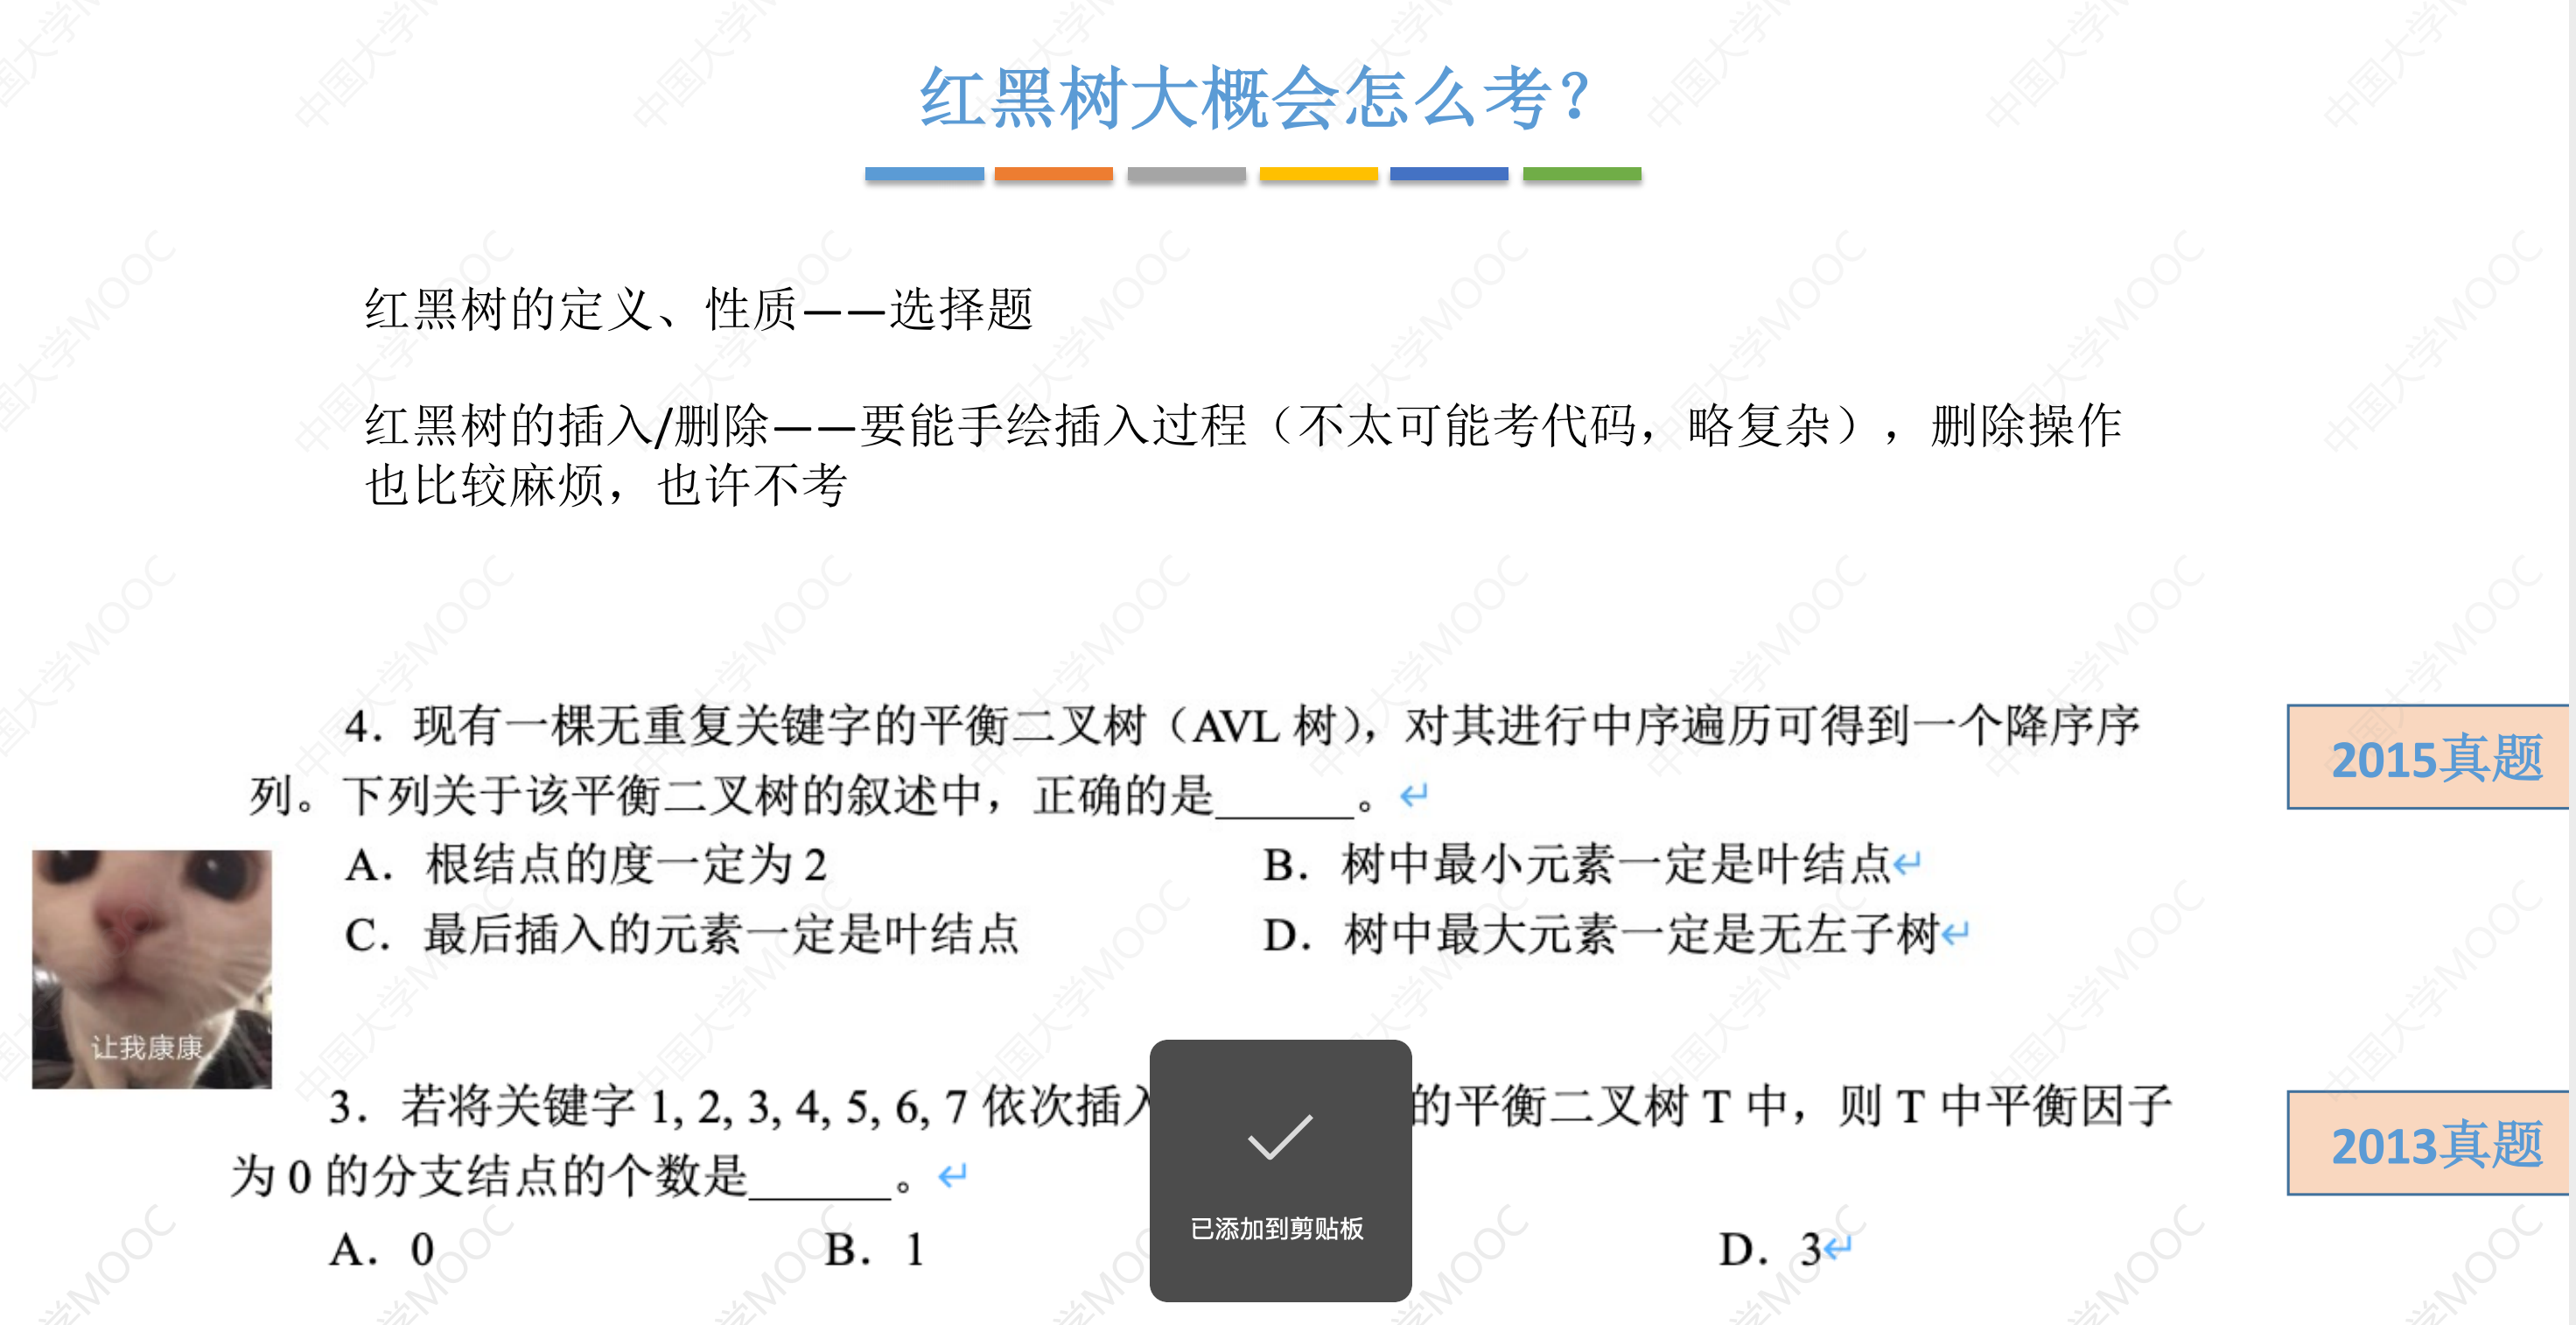 红黑树大概会怎么考？
红黑树的定义、性质——选择题
红黑树的插入/删除——要能手绘插入过程（不太可能考代码，略复杂），删除操作
也比较麻烦，也许不考
4. 现有一棵无重复关键字的平衡二叉树（AVL 树），对其进行中序遍历可得到一个降序序
列。下列关于该平衡二叉树的叙述中，正确的是______。↵
2015真题
A. 根结点的度一定为 2 B. 树中最小元素一定是叶结点↵
C. 最后插入的元素一定是叶结点 D. 树中最大元素一定是无左子树↵
让我康康
3. 若将关键字 1, 2, 3, 4, 5, 6, 7 依次插入 的平衡二叉树 T 中，则 T 中平衡因子
为 0 的分支结点的个数是______。↵
2013真题
已添加到剪贴板
A. 0 B. 1 D. 3↵
中国大学MOOC